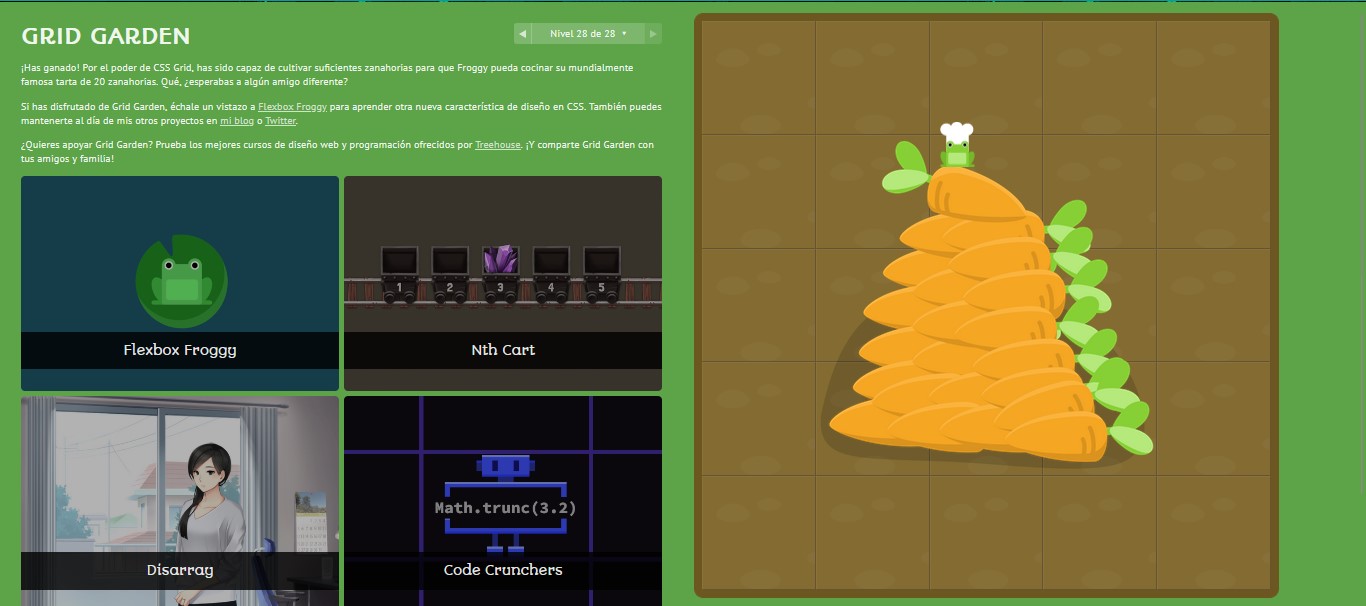 GRID GARDEN
Nivel 28 de 28
¡Has ganado! Por el poder de CSS Grid, has sido capaz de cultivar suficientes zanahorias para que Froggy pueda cocinar su mundialmente
famosa tarta de 20 zanahorias. Qué, ¿esperabas a algún amigo diferente?
Si has disfrutado de Grid Garden, échale un vistazo a Flexbox Froggy para aprender otra nueva característica de diseño en CSS. También puedes
mantenerte al día de mis otros proyectos en mi blog o Twitter.
¿Quieres apoyar Grid Garden? Prueba los mejores cursos de diseño web y programación ofrecidos por Treehouse. ¡Y comparte Grid Garden con
tus amigos y familia!
1 2 3 4 5
Flexbox Froggy
Nth Cart
Math.trunc(3.2)
Disarray
Code Crunchers